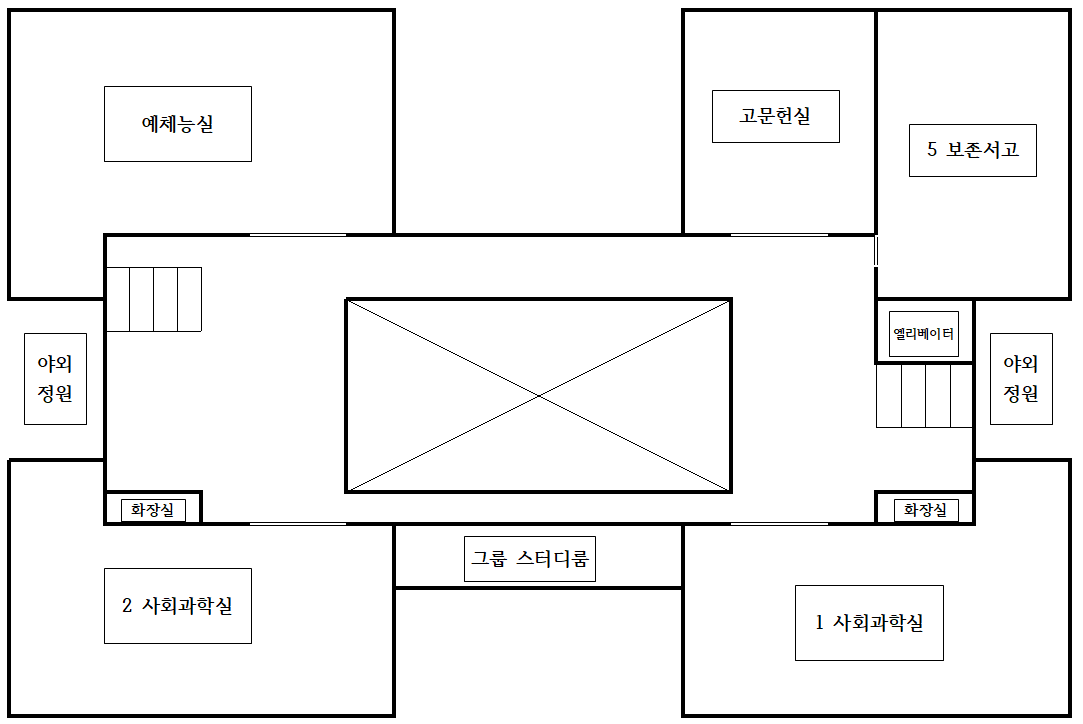 예체능실
고문헌실
5 보존서고
엘리베이터
야외
정원
야외
정원
화장실
화장실
그룹 스터디룸
2 사회과학실
1 사회과학실